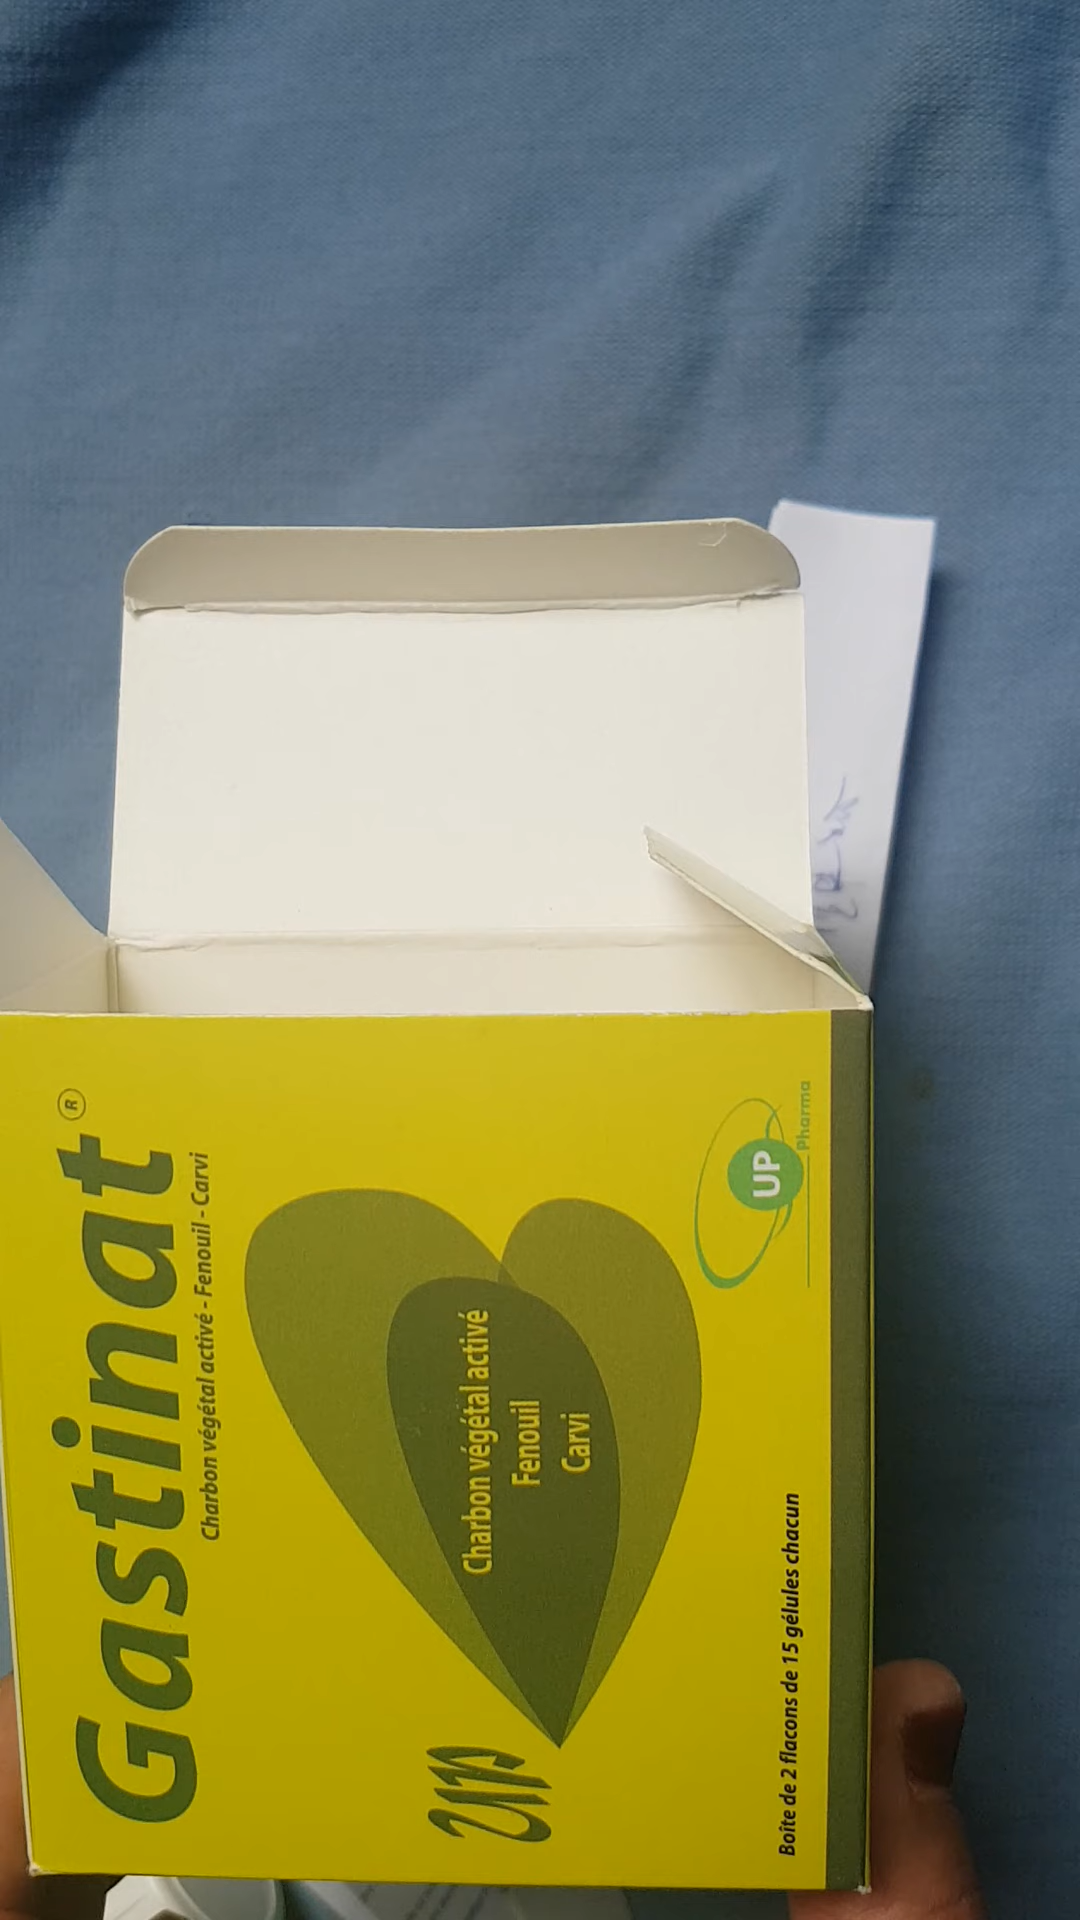 Gastinat®
Charbon végétal activé - Fenouil - Carvi
Charbon végétal activé
Fenouil
Carvi
UP
UP
Pharma
Boîte de 2 flacons de 15 gélules chacun